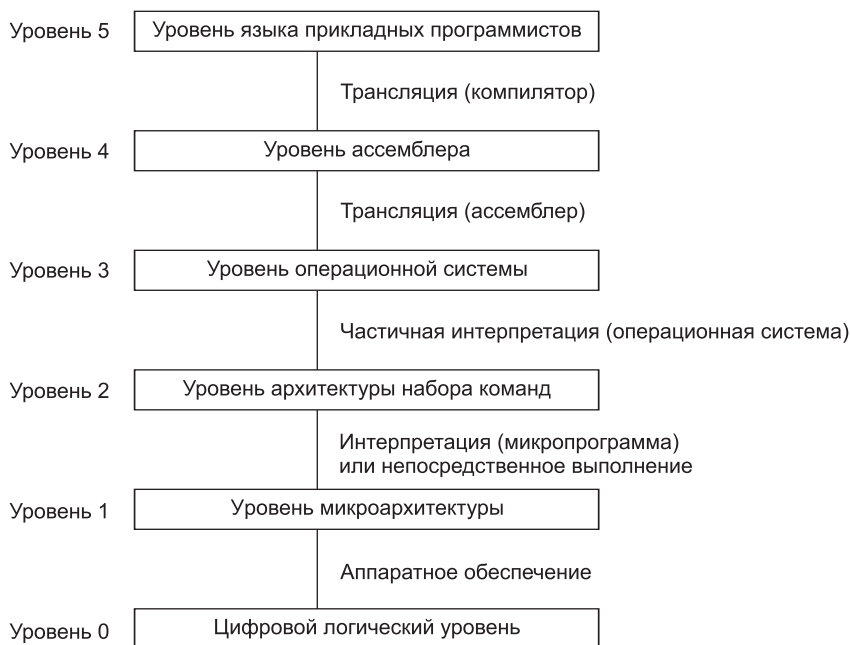 Уровень 5 Уровень языка прикладных программистов
Трансляция (компилятор)
Уровень 4 Уровень ассемблера
Трансляция (ассемблер)
Уровень 3 Уровень операционной системы
Частичная интерпретация (операционная система)
Уровень 2 Уровень архитектуры набора команд
Интерпретация (микропрограмма)
или непосредственное выполнение
Уровень 1 Уровень микроархитектуры
Аппаратное обеспечение
Уровень 0 Цифровой логический уровень